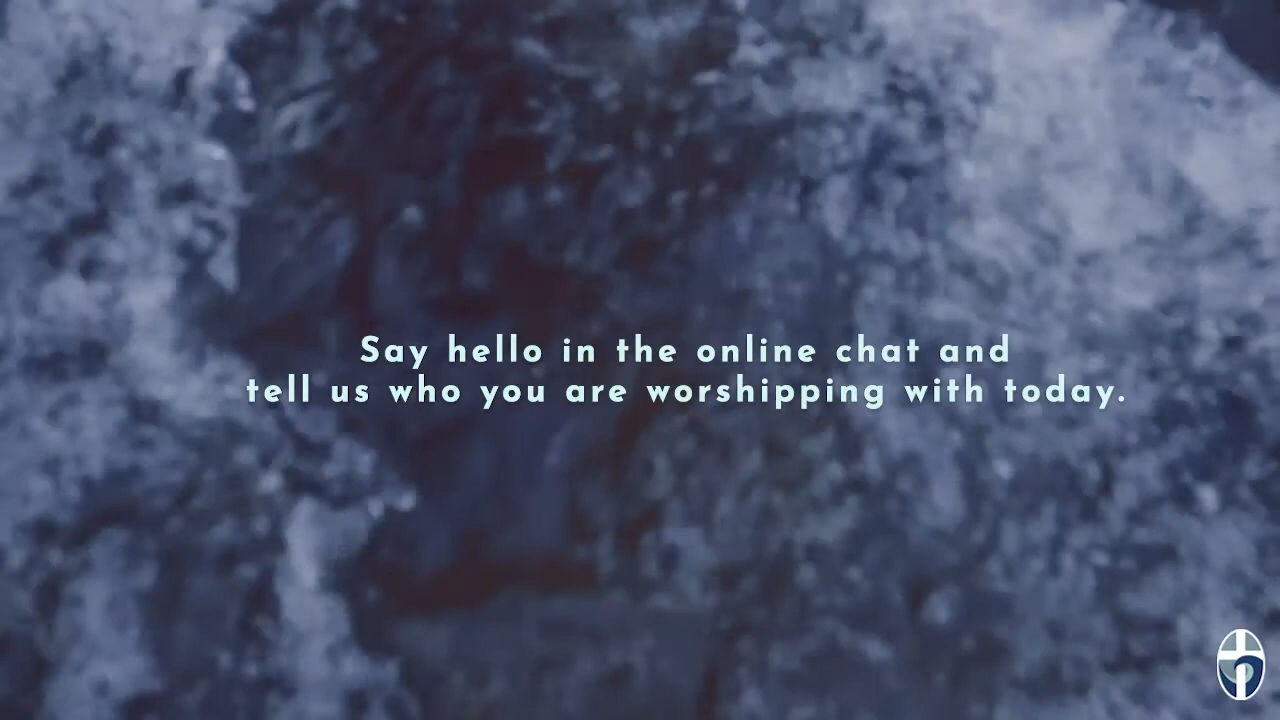 Say hello in the online chat and
tell us who you are worshipping with today.